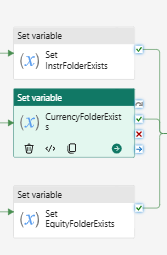 Set variable
(x)
Set
InstrFolderExists
Set variable
(x)
CurrencyFolderExist
s
Set variable
(x)
Set
EquityFolderExists